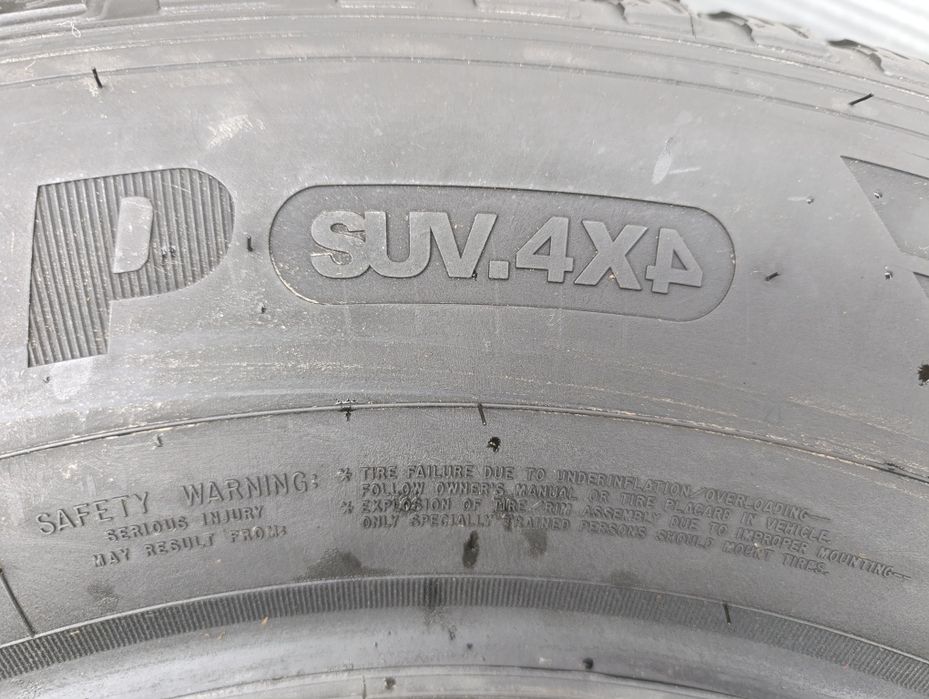 P
SUV.4X4
SAFETY WARNING:
SERIOUS INJURY
MAY RESULT FROM:
* TIRE FAILURE DUE TO UNDERINFLATION/OVERLOADING—
FOLLOW OWNER'S MANUAL OR TIRE PLACARD IN VEHICLE.
* EXPLOSION OF TIRE/RIM ASSEMBLY DUE TO IMPROPER MOUNTING—
ONLY SPECIALLY TRAINED PERSONS SHOULD MOUNT TIRES.